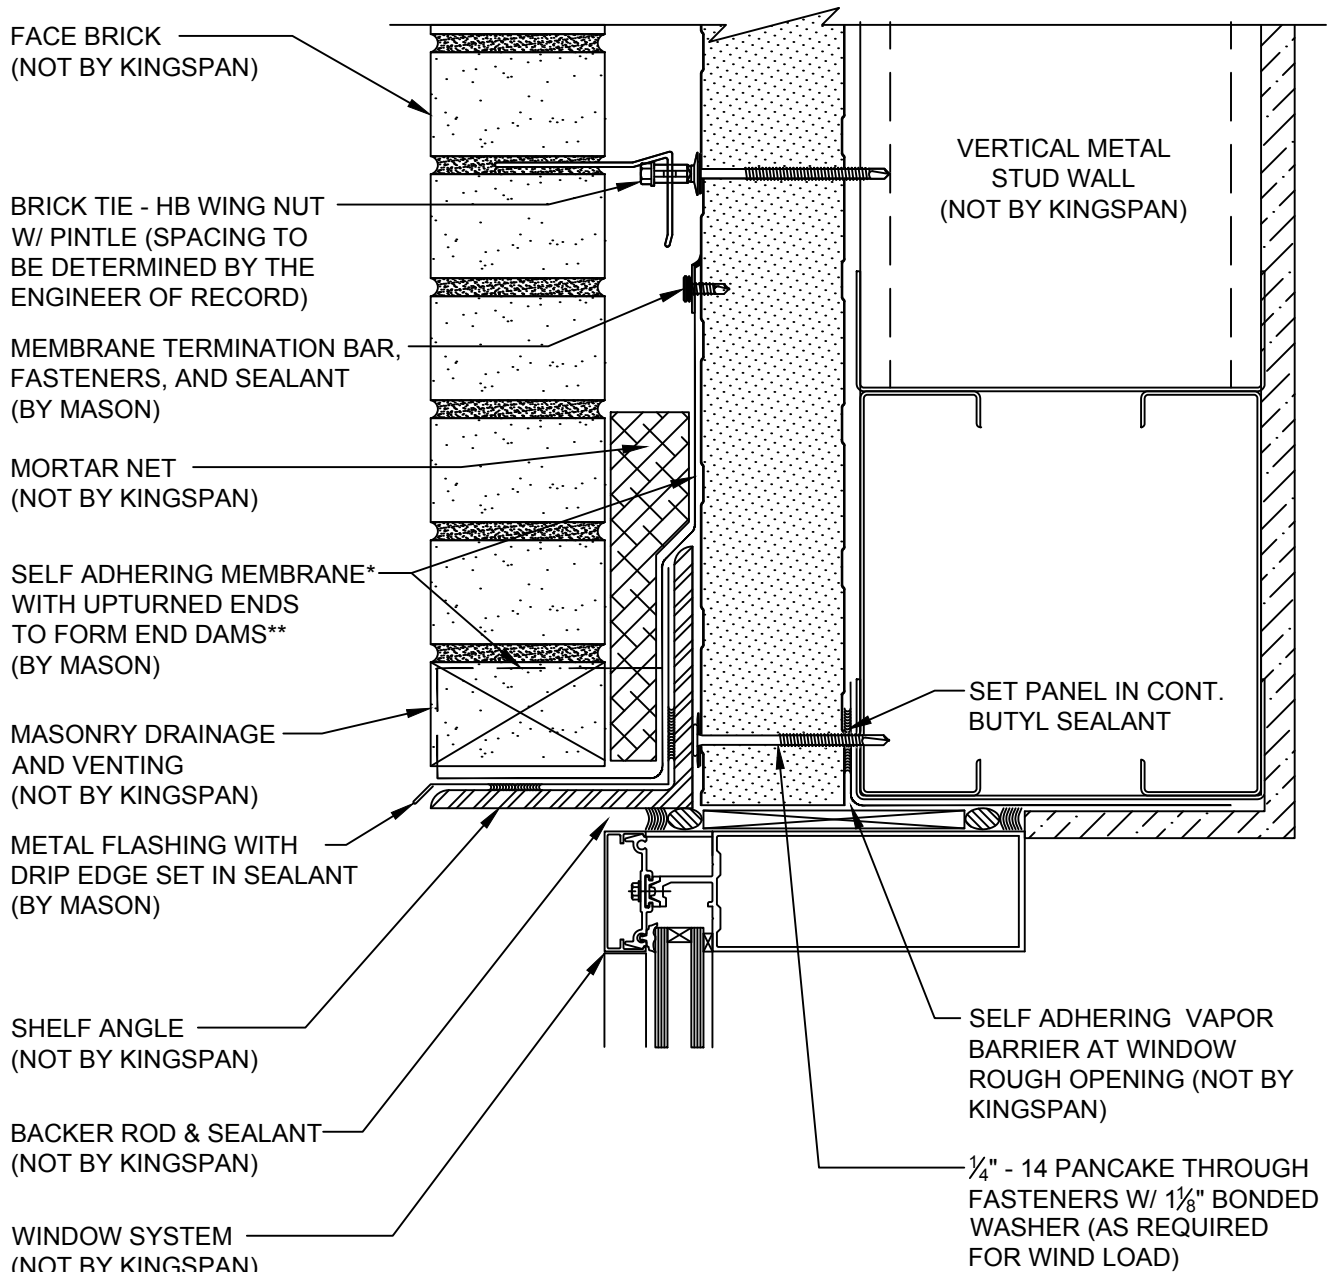 FACE BRICK
(NOT BY KINGSPAN)
BRICK TIE - HB WING NUT
W/ PINTLE (SPACING TO
BE DETERMINED BY THE
ENGINEER OF RECORD)
MEMBRANE TERMINATION BAR,
FASTENERS, AND SEALANT
(BY MASON)
MORTAR NET
(NOT BY KINGSPAN)
SELF ADHERING MEMBRANE*
WITH UPTURNED ENDS
TO FORM END DAMS**
(BY MASON)
MASONRY DRAINAGE
AND VENTING
(NOT BY KINGSPAN)
METAL FLASHING WITH
DRIP EDGE SET IN SEALANT
(BY MASON)
SHELF ANGLE
(NOT BY KINGSPAN)
BACKER ROD & SEALANT
(NOT BY KINGSPAN)
WINDOW SYSTEM
(NOT BY KINGSPAN)
VERTICAL METAL
STUD WALL
(NOT BY KINGSPAN)
SET PANEL IN CONT.
BUTYL SEALANT
SELF ADHERING VAPOR
BARRIER AT WINDOW
ROUGH OPENING (NOT BY
KINGSPAN)
1/4" - 14 PANCAKE THROUGH
FASTENERS W/ 1 1/8" BONDED
WASHER (AS REQUIRED
FOR WIND LOAD)